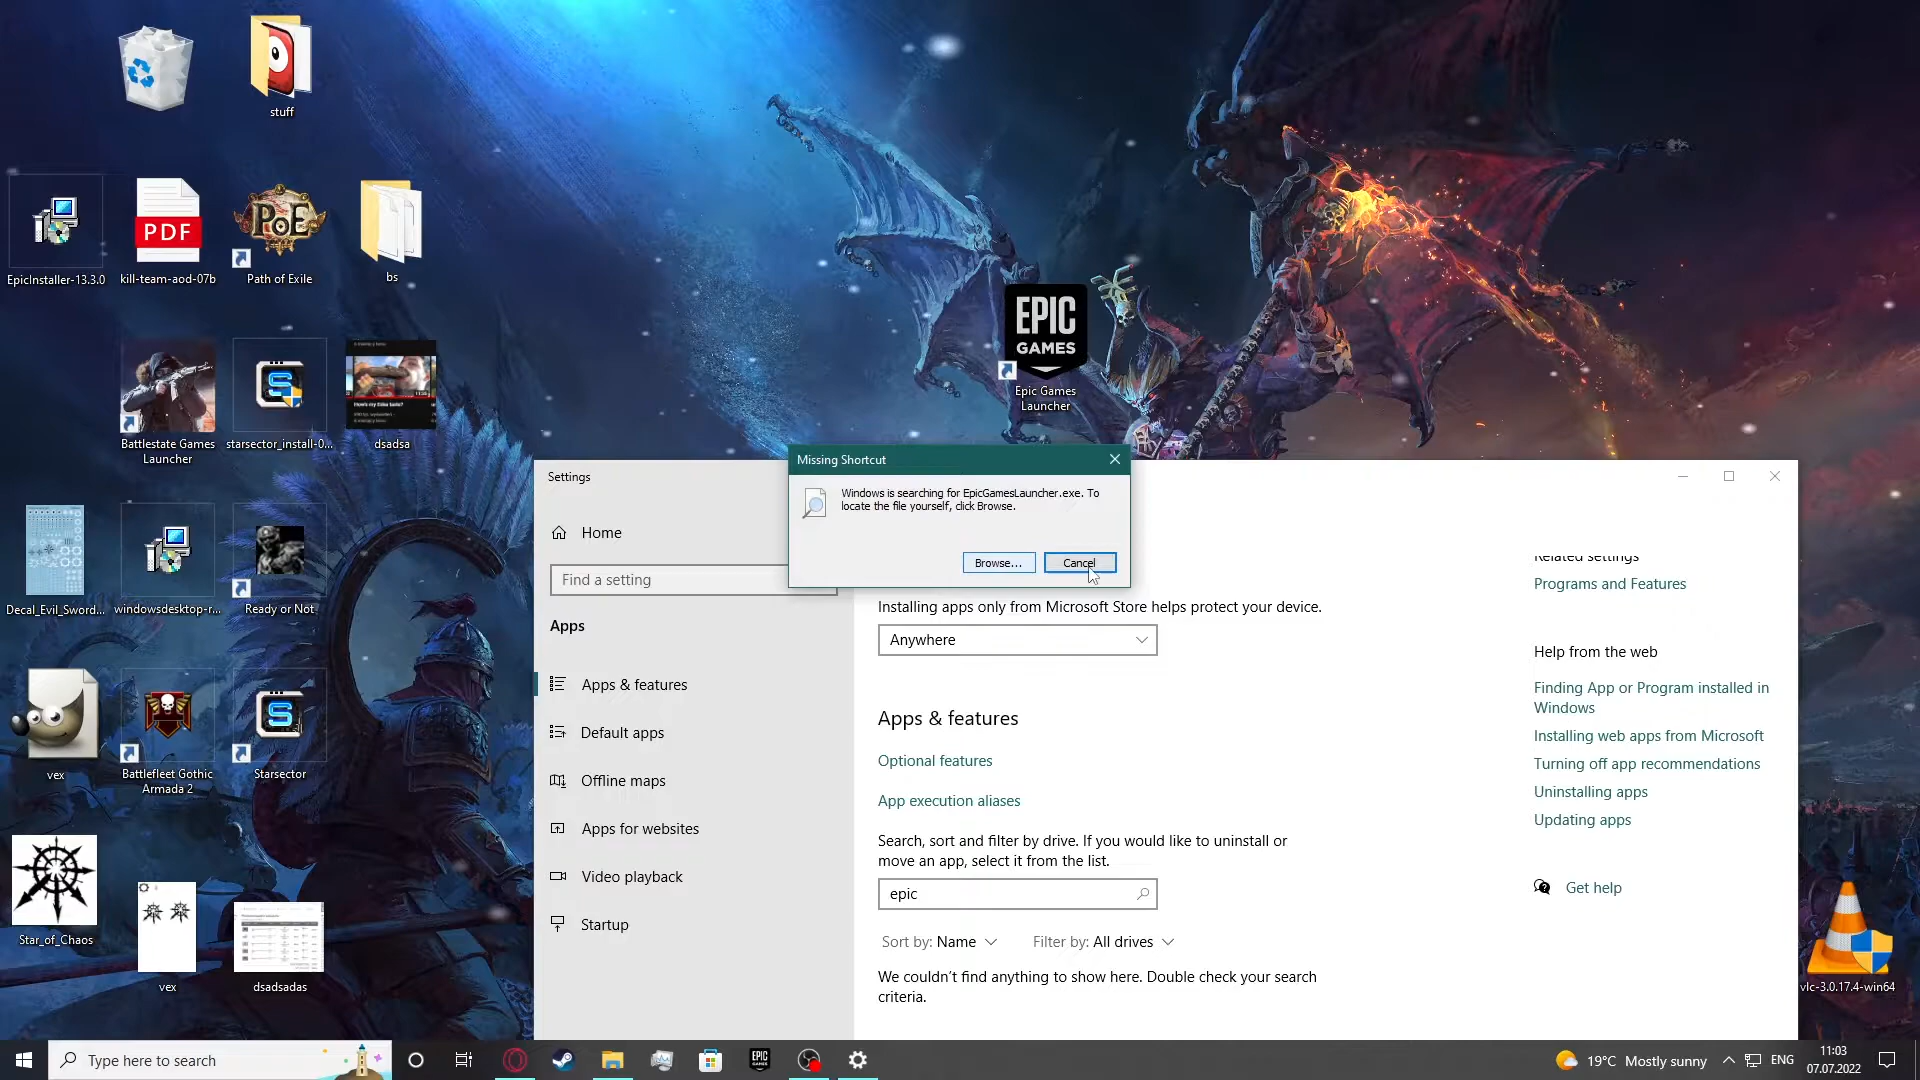 stuff
EpicInstaller-13.3.0
PDF
kill-team-aod-07b
PoE
Path of Exile
bs
EPIC
GAMES
Epic Games
Launcher
Battlestate Games
Launcher
starsector_install-0...
dsadsa
Missing Shortcut
Windows is searching for EpicGamesLauncher.exe. To
locate the file yourself, click Browse.
Browse...
Cancel
Settings
Home
Find a setting
Apps
Apps & features
Default apps
Offline maps
Apps for websites
Video playback
Startup
Installing apps only from Microsoft Store helps protect your device.
Anywhere
Apps & features
Optional features
App execution aliases
Search, sort and filter by drive. If you would like to uninstall or
move an app, select it from the list.
epic
Sort by: Name
Filter by: All drives
We couldn't find anything to show here. Double check your search
criteria.
Related settings
Programs and Features
Help from the web
Finding App or Program installed in
Windows
Installing web apps from Microsoft
Turning off app recommendations
Uninstalling apps
Updating apps
Get help
Decal_Evil_Sword...
windowsdesktop-r...
Ready or Not
vex
Battlefleet Gothic
Armada 2
Starsector
Star_of_Chaos
vex
dsadsadas
vlc-3.0.17.4-win64
Type here to search
EPIC
GAMES
19°C Mostly sunny
ENG
11:03
07.07.2022